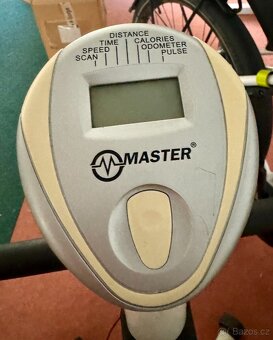 DISTANCE
TIME CALORIES
SPEED ODOMETER
SCAN PULSE
MASTER®
Bazos.cz